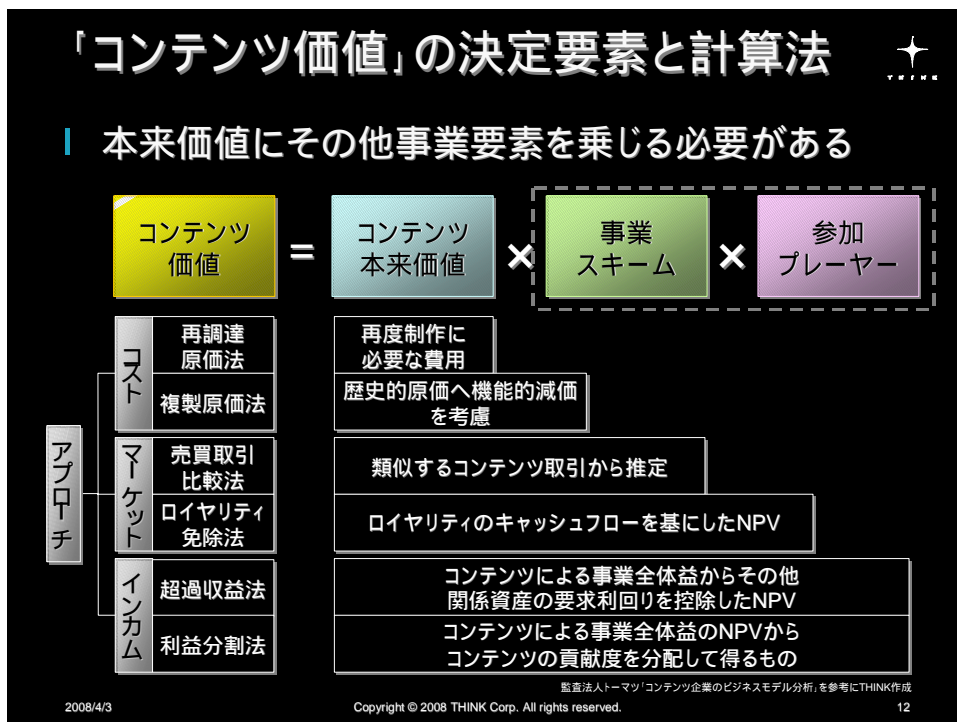 「コンテンツ価値」の決定要素と計算法
THINK
本来価値にその他事業要素を乗じる必要がある
コンテンツ
価値
=
コンテンツ
本来価値
×
事業
スキーム
×
参加
プレーヤー
アプローチ
コスト
再調達
原価法
再度制作に
必要な費用
複製原価法
歴史的原価へ機能的減価
を考慮
マーケット
売買取引
比較法
類似するコンテンツ取引から推定
ロイヤリティ
免除法
ロイヤリティのキャッシュフローを基にしたNPV
インカム
超過収益法
コンテンツによる事業全体益からその他
関係資産の要求利回りを控除したNPV
利益分割法
コンテンツによる事業全体益のNPVから
コンテンツの貢献度を分配して得るもの
監査法人トーマツ「コンテンツ企業のビジネスモデル分析」を参考にTHINK作成
2008/4/3
Copyright © 2008 THINK Corp. All rights reserved.
12